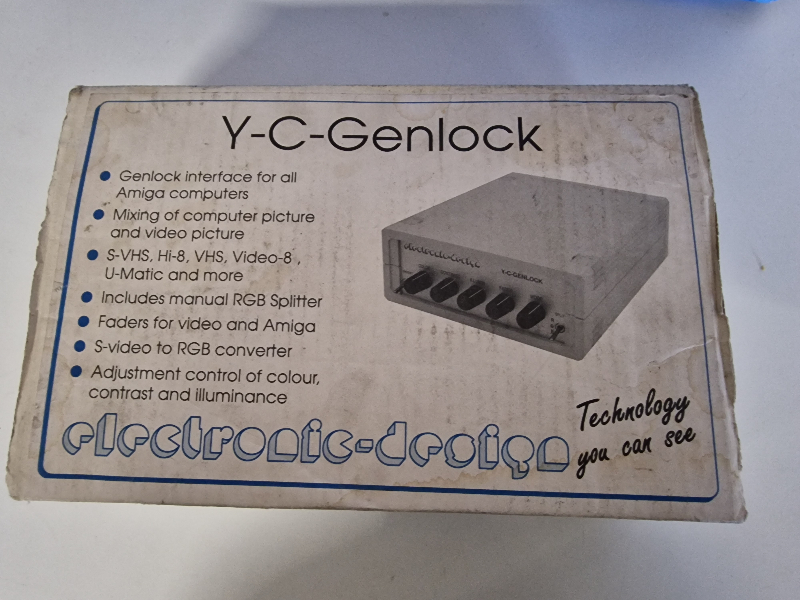 Y-C-Genlock
Genlock interface for all
Amiga computers
Mixing of computer picture
and video picture
S-VHS, Hi-8, VHS, Video-8,
U-Matic and more
Includes manual RGB Splitter
Faders for video and Amiga
S-video to RGB converter
Adjustment control of colour,
contrast and illuminance
electronic-design
Y-C-GENLOCK
electronic-design
Technology
you can see